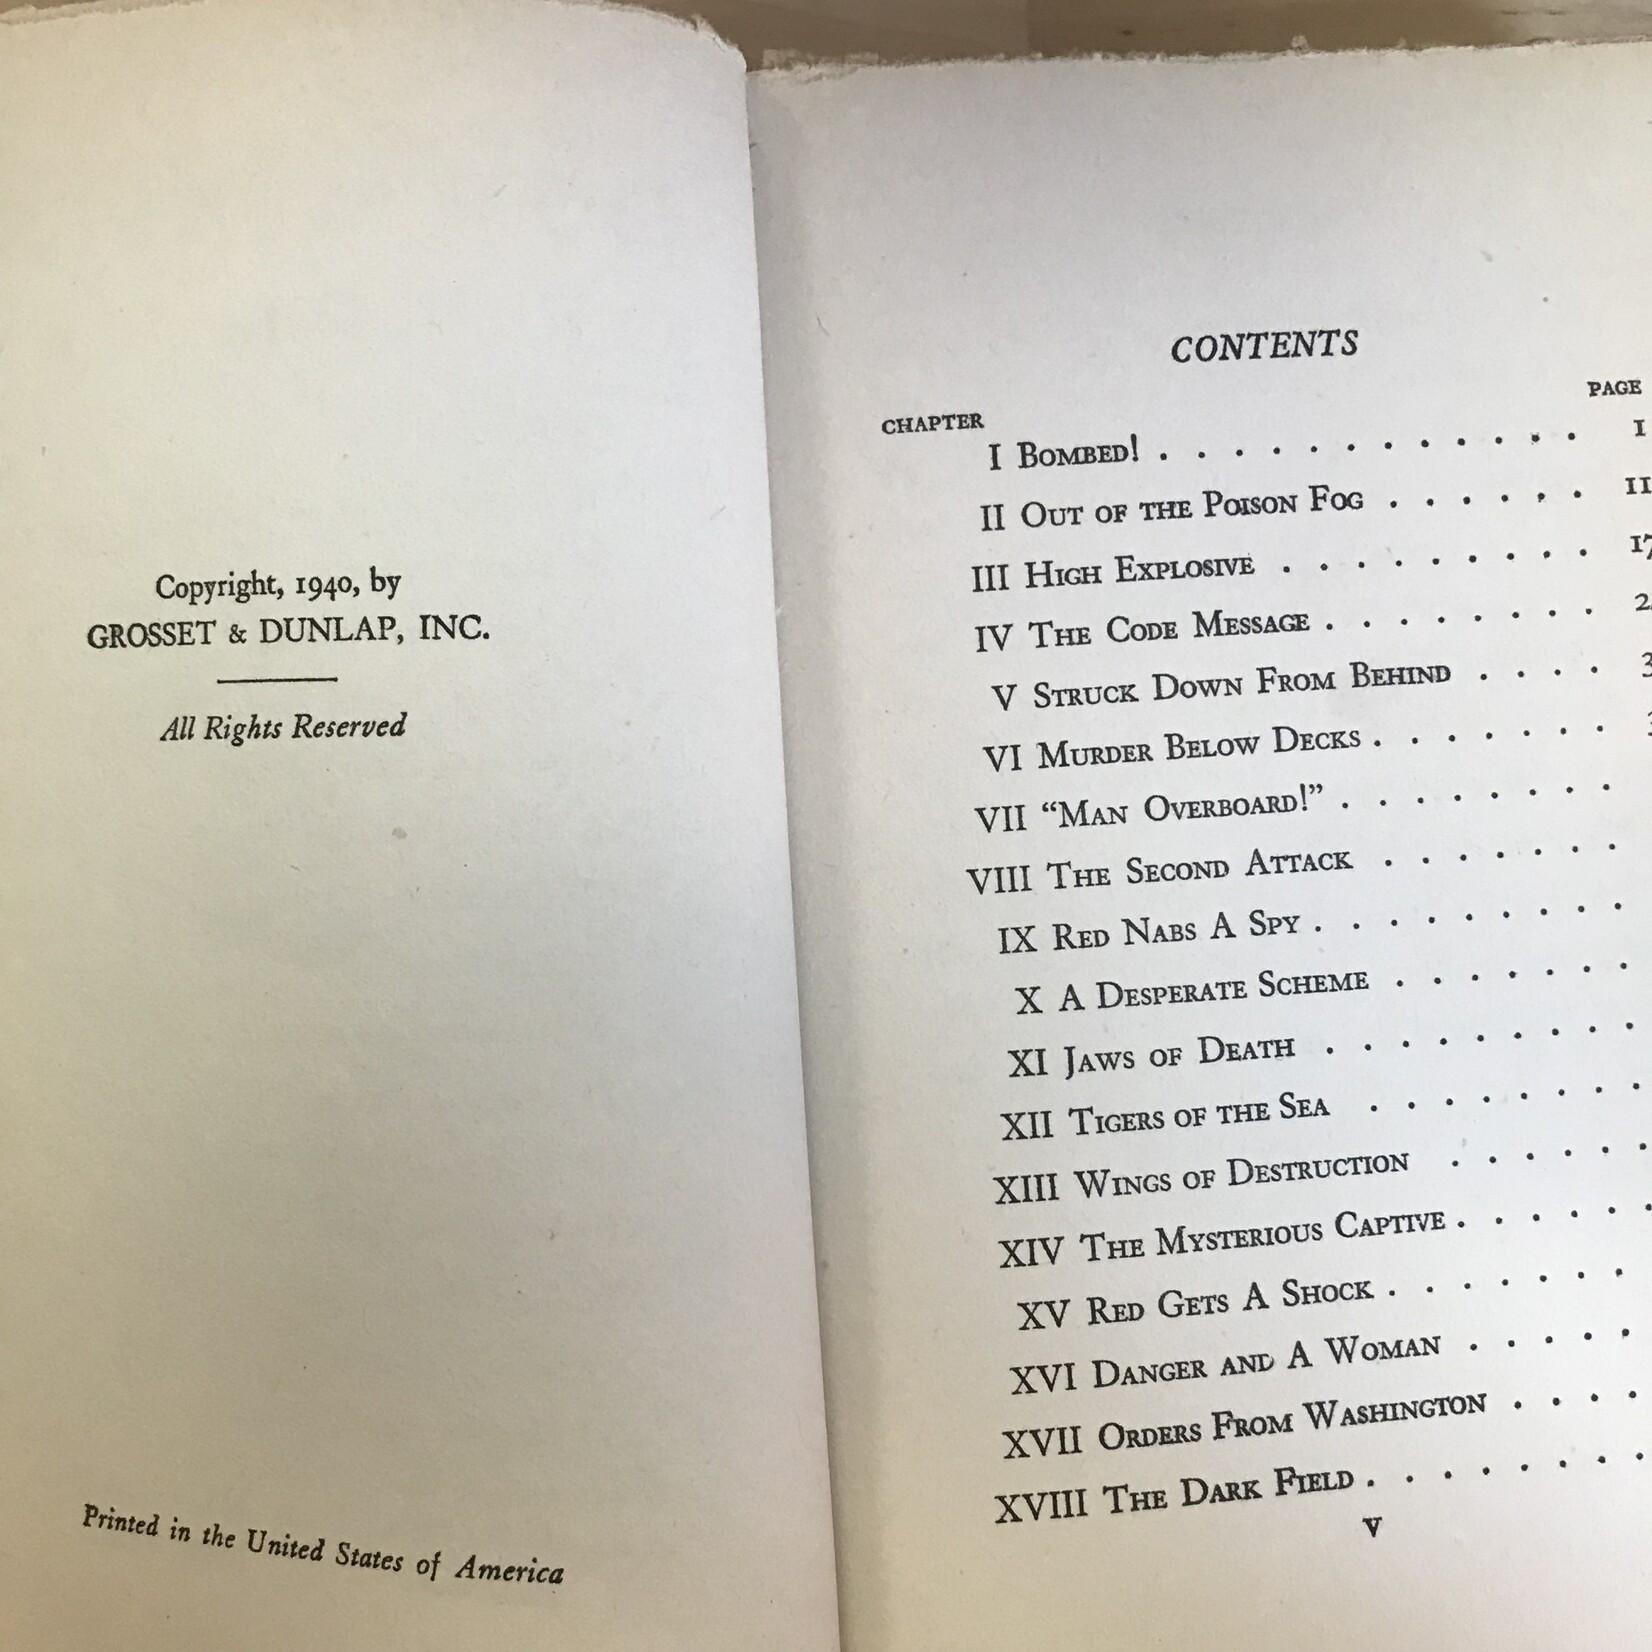 Copyright, 1940, by
GROSSET & DUNLAP, INC.
All Rights Reserved
Printed in the United States of America
CONTENTS
CHAPTER PAGE
I BOMBED! . . . . . . . . . . . . 1
II OUT OF THE POISON FOG . . . . . . 11
III HIGH EXPLOSIVE . . . . . . . . . 17
IV THE CODE MESSAGE . . . . . . . .
V STRUCK DOWN FROM BEHIND . . . .
VI MURDER BELOW DECKS . . . . . . .
VII “MAN OVERBOARD!” . . . . . . . .
VIII THE SECOND ATTACK . . . . . . .
IX RED NABS A SPY . . . . . . . . .
X A DESPERATE SCHEME . . . . . . .
XI JAWS OF DEATH . . . . . . . . .
XII TIGERS OF THE SEA . . . . . . . .
XIII WINGS OF DESTRUCTION . . . . . .
XIV THE MYSTERIOUS CAPTIVE . . . . . .
XV RED GETS A SHOCK . . . . . . .
XVI DANGER AND A WOMAN . . . . .
XVII ORDERS FROM WASHINGTON . . . .
XVIII THE DARK FIELD . . . . . . . .
v